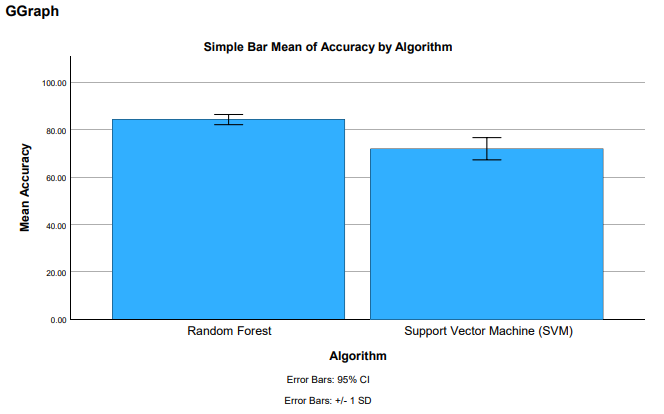 GGraph
Simple Bar Mean of Accuracy by Algorithm
Mean Accuracy
100.00
80.00
60.00
40.00
20.00
0.00
Random Forest
Support Vector Machine (SVM)
Algorithm
Error Bars: 95% CI
Error Bars: +/- 1 SD